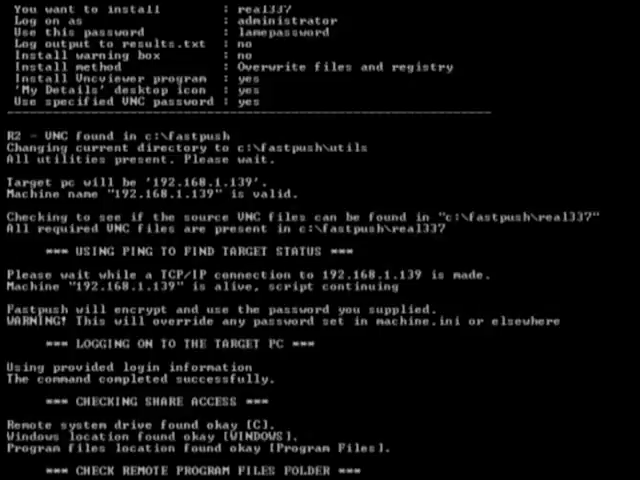 You want to install : real337
Log on as : administrator
Use this password : lamepassword
Log output to results.txt : no
Install warning box : no
Install method : Overwrite files and registry
Install Vncviewer program : yes
'My Details' desktop icon : yes
Use specified VNC password : yes
R2 - VNC found in c:\fastpush
Changing current directory to c:\fastpush\utils
All utilities present. Please wait.
Target pc will be '192.168.1.139'.
Machine name "192.168.1.139" is valid.
Checking to see if the source VNC files can be found in "c:\fastpush\real337"
All required VNC files are present in c:\fastpush\real337
*** USING PING TO FIND TARGET STATUS ***
Please wait while a TCP/IP connection to 192.168.1.139 is made.
Machine "192.168.1.139" is alive, script continuing
Fastpush will encrypt and use the password you supplied.
WARNING! This will override any password set in machine.ini or elsewhere
*** LOGGING ON TO THE TARGET PC ***
Using provided login information
The command completed successfully.
*** CHECKING SHARE ACCESS ***
Remote system drive found okay [C].
Windows location found okay [WINDOWS].
Program files location found okay [Program Files].
*** CHECK REMOTE PROGRAM FILES FOLDER ***